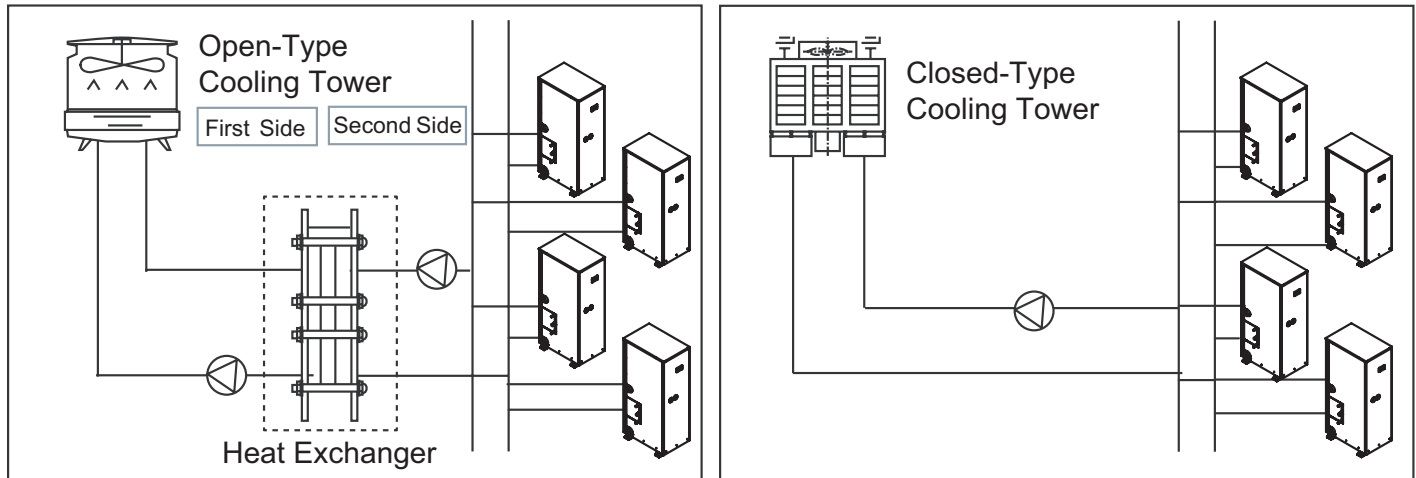 Open-Type
Cooling Tower
First Side
Second Side
Heat Exchanger
Closed-Type
Cooling Tower